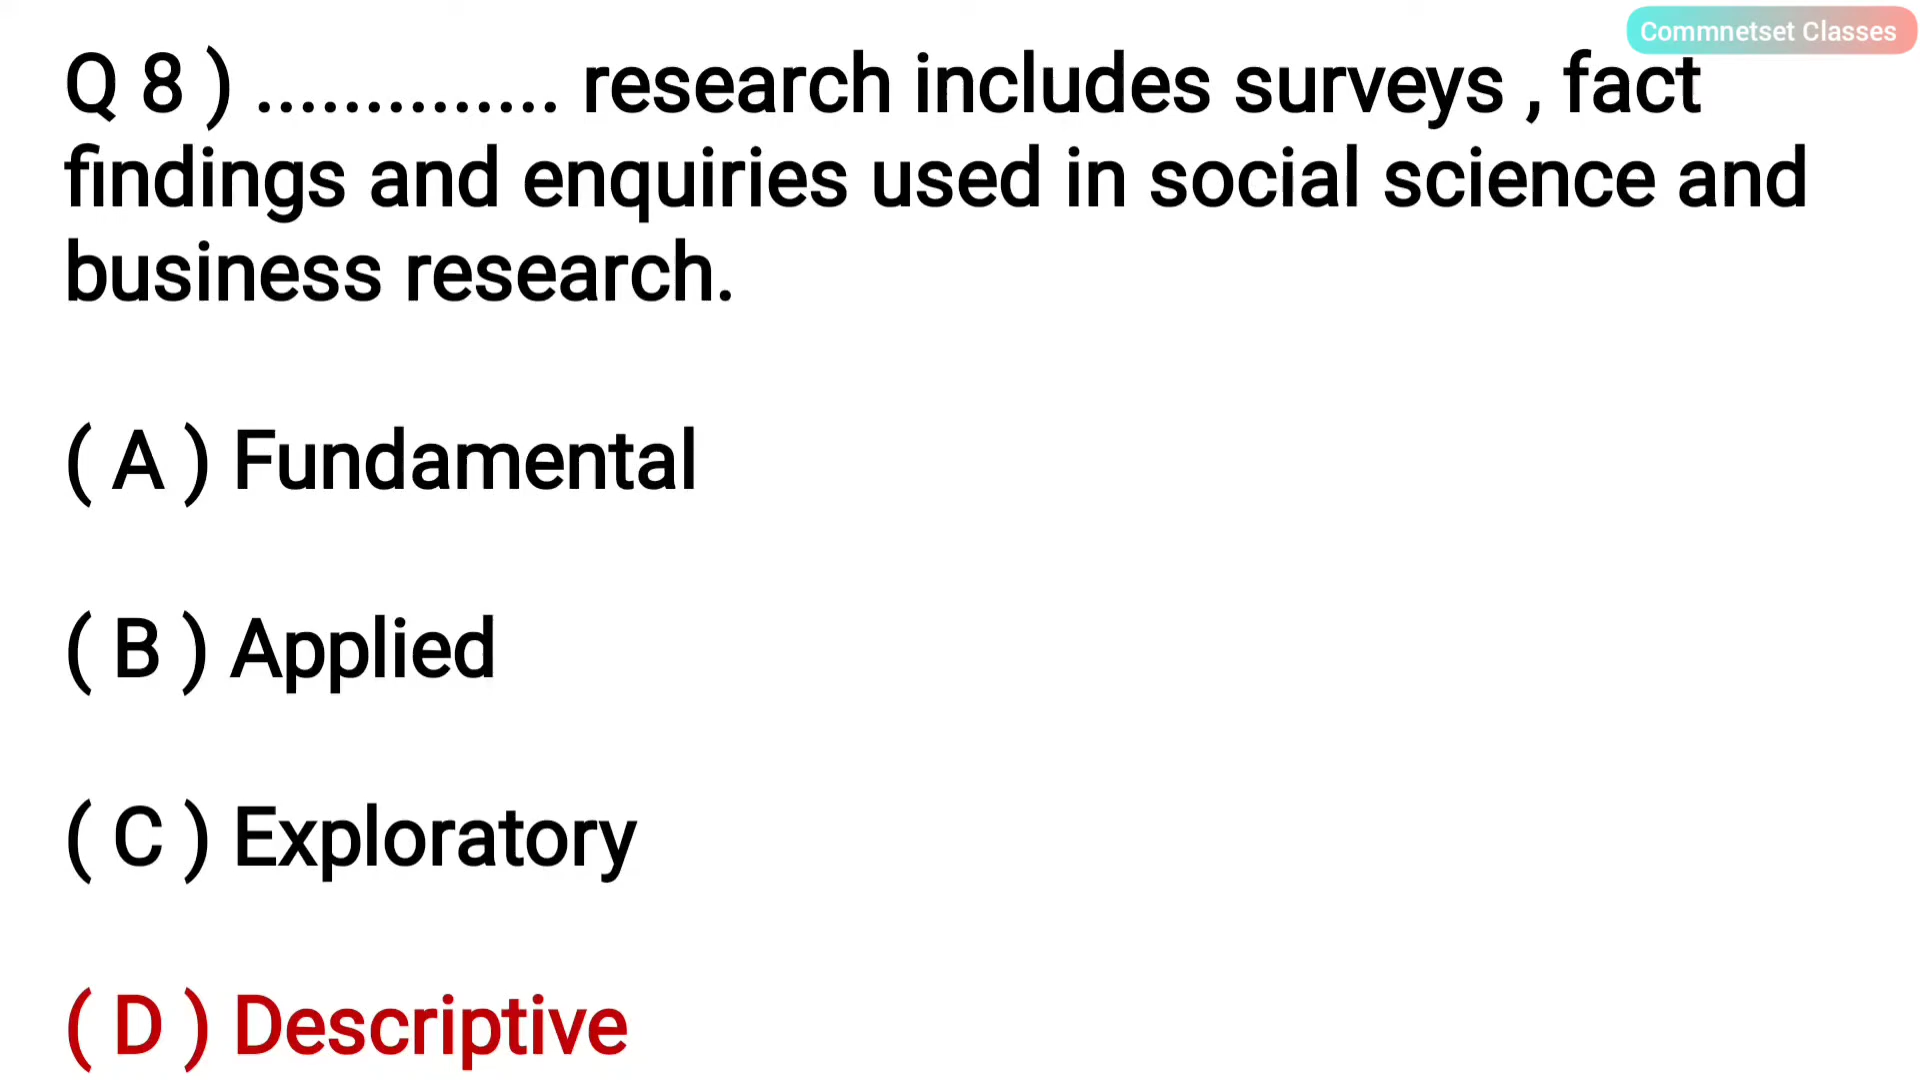 Commnetset Classes
Q 8 ) .............. research includes surveys , fact
findings and enquiries used in social science and
business research.
( A ) Fundamental
( B ) Applied
( C ) Exploratory
( D ) Descriptive